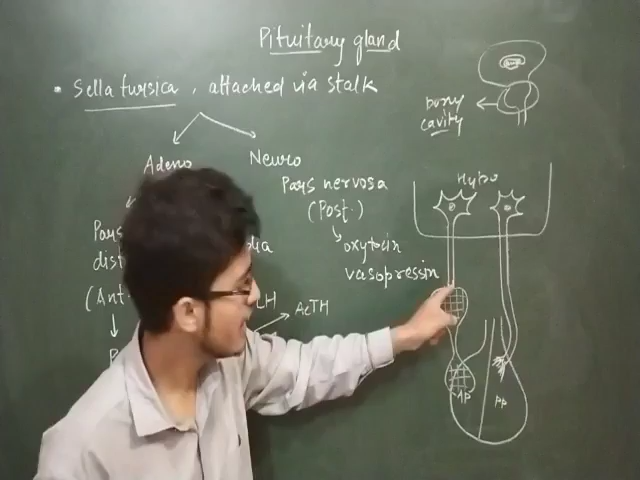 Pituitary gland
• Sella tursica, attached via stalk
bony
cavity
Adeno
Neuro
Hypo
Pars nervosa
(Post.)
Pars
dist
dia
oxytocin
vasopressin
(Ant.
LH
AcTH
AP
PP